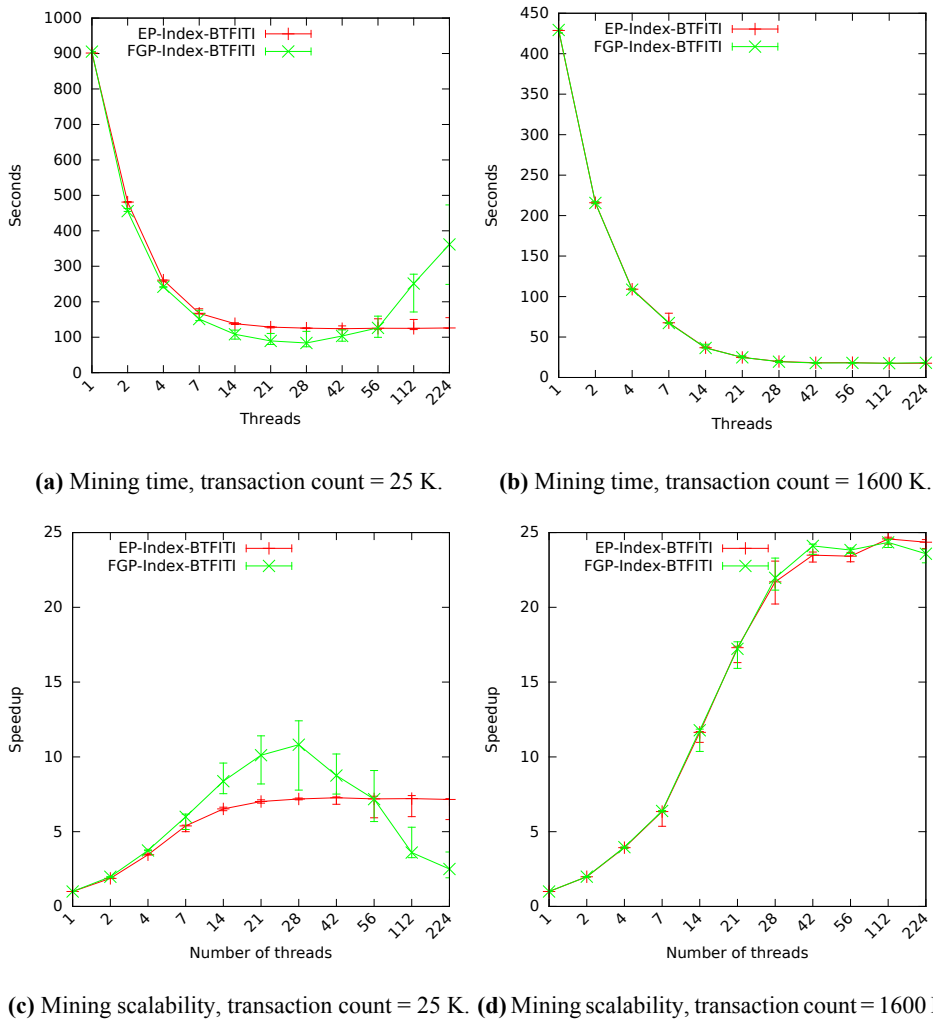 1000
900
800
700
600
500
400
300
200
100
0
Seconds
EP-Index-BTFITI
FGP-Index-BTFITI
1 2 4 7 14 21 28 42 56 112 224
Threads
450
400
350
300
250
200
150
100
50
0
Seconds
EP-Index-BTFITI
FGP-Index-BTFITI
1 2 4 7 14 21 28 42 56 112 224
Threads
(a) Mining time, transaction count = 25 K.
(b) Mining time, transaction count = 1600 K.
25
20
15
10
5
0
Speedup
EP-Index-BTFITI
FGP-Index-BTFITI
1 2 4 7 14 21 28 42 56 112 224
Number of threads
25
20
15
10
5
0
Speedup
EP-Index-BTFITI
FGP-Index-BTFITI
1 2 4 7 14 21 28 42 56 112 224
Number of threads
(c) Mining scalability, transaction count = 25 K.
(d) Mining scalability, transaction count = 1600